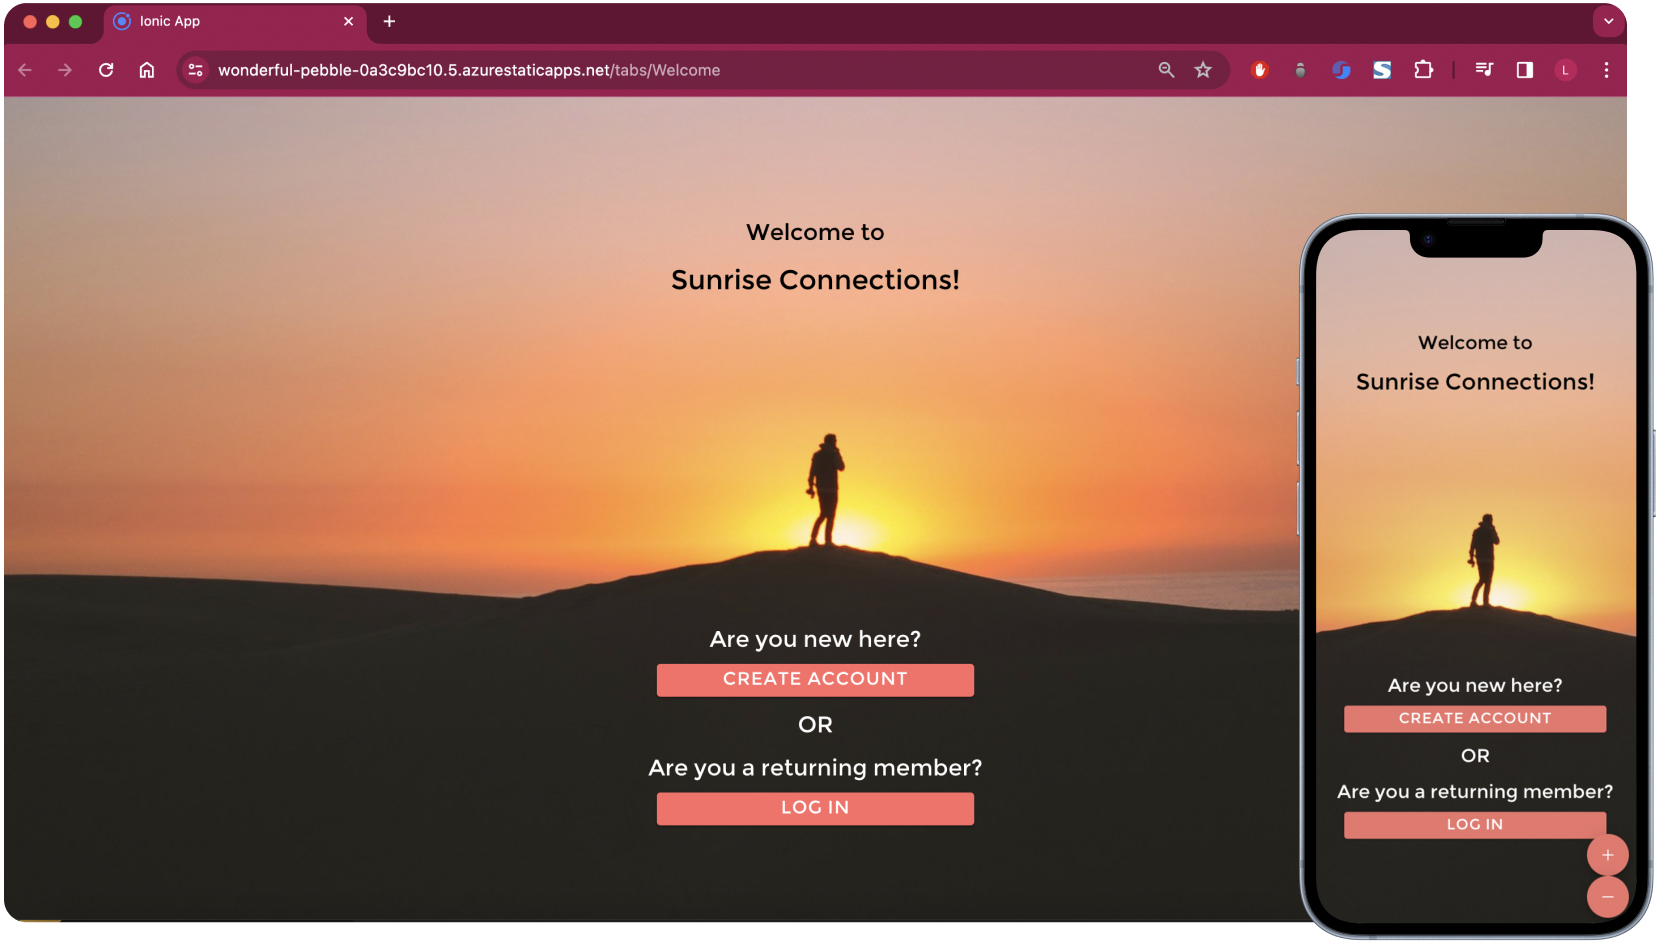 Ionic App
wonderful-pebble-0a3c9bc10.5.azurestaticapps.net/tabs/Welcome
L
Welcome to
Sunrise Connections!
Are you new here?
CREATE ACCOUNT
OR
Are you a returning member?
LOG IN
Welcome to
Sunrise Connections!
Are you new here?
CREATE ACCOUNT
OR
Are you a returning member?
LOG IN